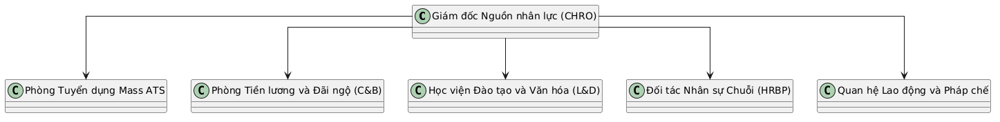 C Giám đốc Nguồn nhân lực (CHRO)
C Phòng Tuyển dụng Mass ATS
C Phòng Tiền lương và Đãi ngộ (C&B)
C Học viện Đào tạo và Văn hóa (L&D)
C Đối tác Nhân sự Chuỗi (HRBP)
C Quan hệ Lao động và Pháp chế